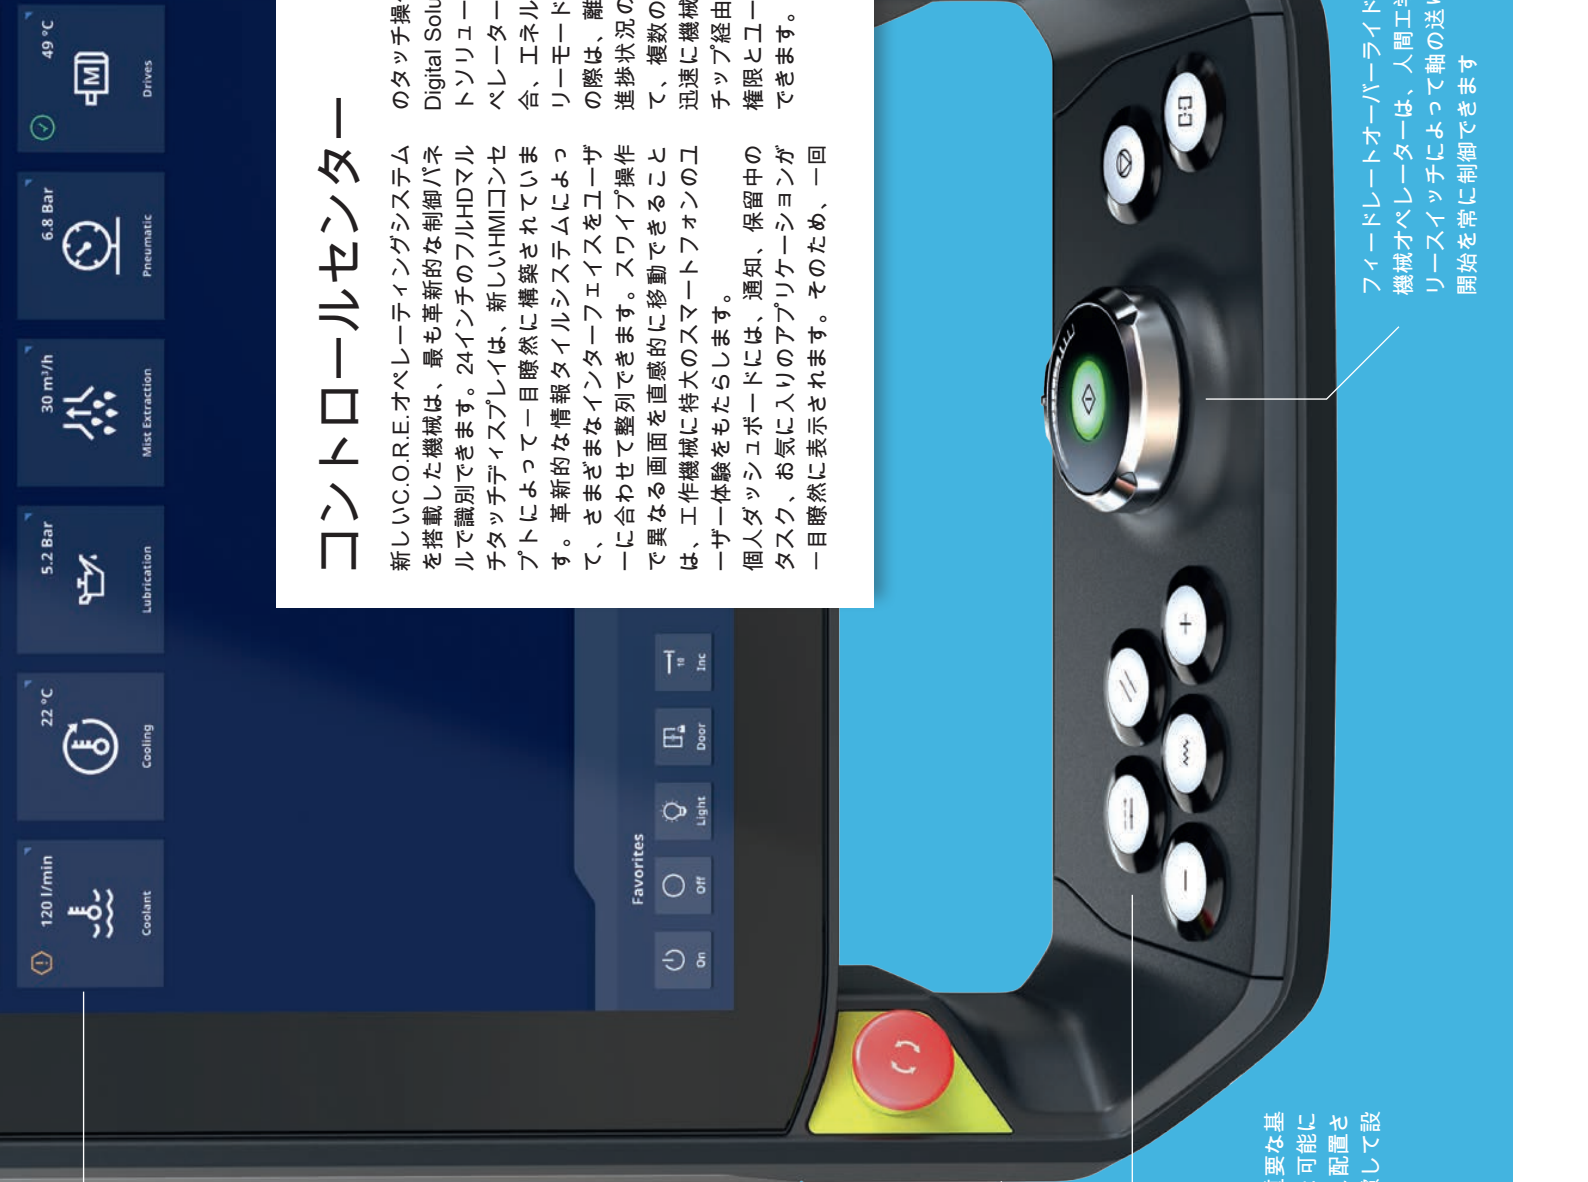 120 l/min
Coolant
22 °C
Cooling
5.2 Bar
Lubrication
30 m³/h
Mist Extraction
6.8 Bar
Pneumatic
49 °C
M
Drives
コントロールセンター
新しいC.O.R.E.オペレーティングシステム
を搭載した機械は、最も革新的な制御パネ
ルで識別できます。24インチのフルHDマル
チタッチディスプレイは、新しいHMIコンセ
プトによって一目瞭然に構築されていま
す。革新的な情報タイルシステムによっ
て、さまざまなインターフェイスをユーザ
ーに合わせて整列できます。スワイプ操作
で異なる画面を直感的に移動できること
は、工作機械に特大のスマートフォンのユ
ーザー体験をもたらします。
個人ダッシュボードには、通知、保留中の
タスク、お気に入りのアプリケーションが
一目瞭然に表示されます。そのため、一回
のタッチ操
Digital Solu
トソリュー
ペレーター
合、エネル
リーモード
の際は、離
進捗状況の
て、複数の
迅速に機械
チップ経由
権限とユー
できます。
Favorites
On
Off
Light
Door
10
Inc
フィードレートオーバーライド
機械オペレーターは、人間工学
リースイッチによって軸の送り
開始を常に制御できます
要な基
可能に
配置さ
して設